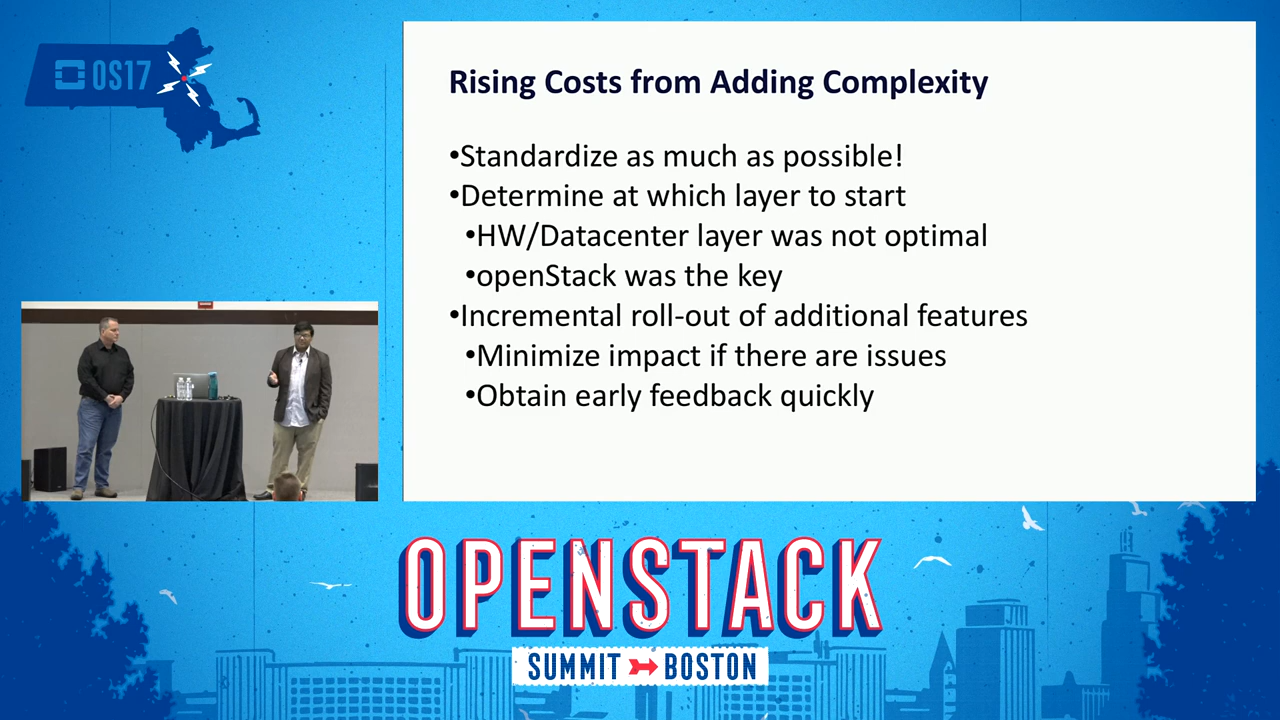 OS17
Rising Costs from Adding Complexity
•Standardize as much as possible!
•Determine at which layer to start
•HW/Datacenter layer was not optimal
•openStack was the key
•Incremental roll-out of additional features
•Minimize impact if there are issues
•Obtain early feedback quickly
OPENSTACK
SUMMIT BOSTON